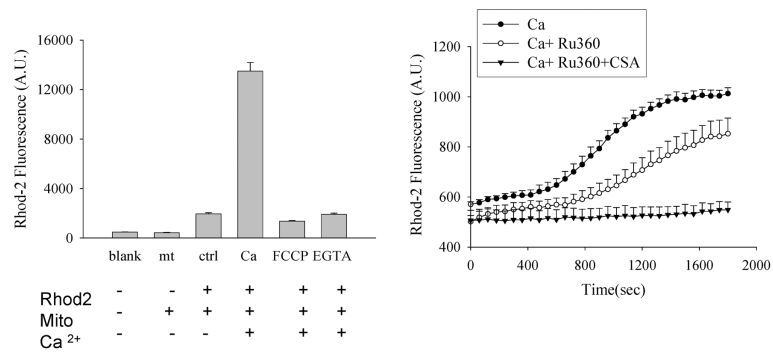 Rhod-2 Fluorescence (A.U.)
16000
12000
8000
4000
0
blank mt ctrl Ca FCCP EGTA
Rhod2 - - + + + +
Mito - + + + + +
Ca 2+ - - - + + +
Ca
Ca+ Ru360
Ca+ Ru360+CSA
Rhod-2 Fluorescence (A.U.)
1000
800
600
400
0 400 800 1200 1600 2000
Time(sec)